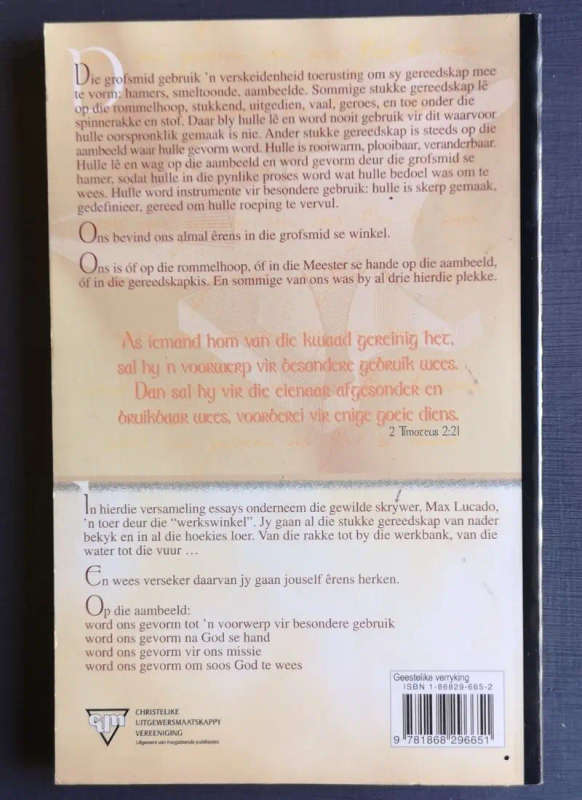 Die grofsmid gebruik 'n verskeidenheid toerusting om sy gereedskap mee
te vorm: hamers, smeltoonde, aambeelde. Sommige stukke gereedskap lê
op die rommelhoop, stukkend, uitgedien, vaal, geroes, en toe onder die
spinnerakke en stof. Daar bly hulle lê en word nooit gebruik vir dit waarvoor
hulle oorspronklik gemaak is nie. Ander stukke gereedskap is steeds op die
aambeeld waar hulle gevorm word. Hulle is rooiwarm, plooibaar, veranderbaar.
Hulle lê en wag op die aambeeld en word gevorm deur die grofsmid se
hamer, sodat hulle in die pynlike proses word wat hulle bedoel was om te
wees. Hulle word instrumente vir besondere gebruik: hulle is skerp gemaak,
gedefinieer, gereed om hulle roeping te vervul.
Ons bevind ons almal êrens in die grofsmid se winkel.
Ons is óf op die rommelhoop, óf in die Meester se hande op die aambeeld,
óf in die gereedskapkis. En sommige van ons was by al drie hierdie plekke.
As iemand hom van die kwaad gereinig het,
sal hy 'n voorwerp vir besondere gebruik wees.
Dan sal hy vir die eienaar afgesonder en
bruikbaar wees, voorberei vir enige goeie diens.
2 Timoteus 2:21
In hierdie versameling essays onderneem die gewilde skrywer, Max Lucado,
'n toer deur die "werkswinkel". Jy gaan al die stukke gereedskap van nader
bekyk en in al die hoekies loer. Van die rakke tot by die werkbank, van die
water tot die vuur ...
En wees verseker daarvan jy gaan jouself êrens herken.
Op die aambeeld:
word ons gevorm tot 'n voorwerp vir besondere gebruik
word ons gevorm na God se hand
word ons gevorm vir ons missie
word ons gevorm om soos God te wees
Geestelike verryking
ISBN 1-86829-665-2
9 781868 296651
cum
CHRISTELIKE
UITGEWERSMAATSKAPPY
VERENIGING